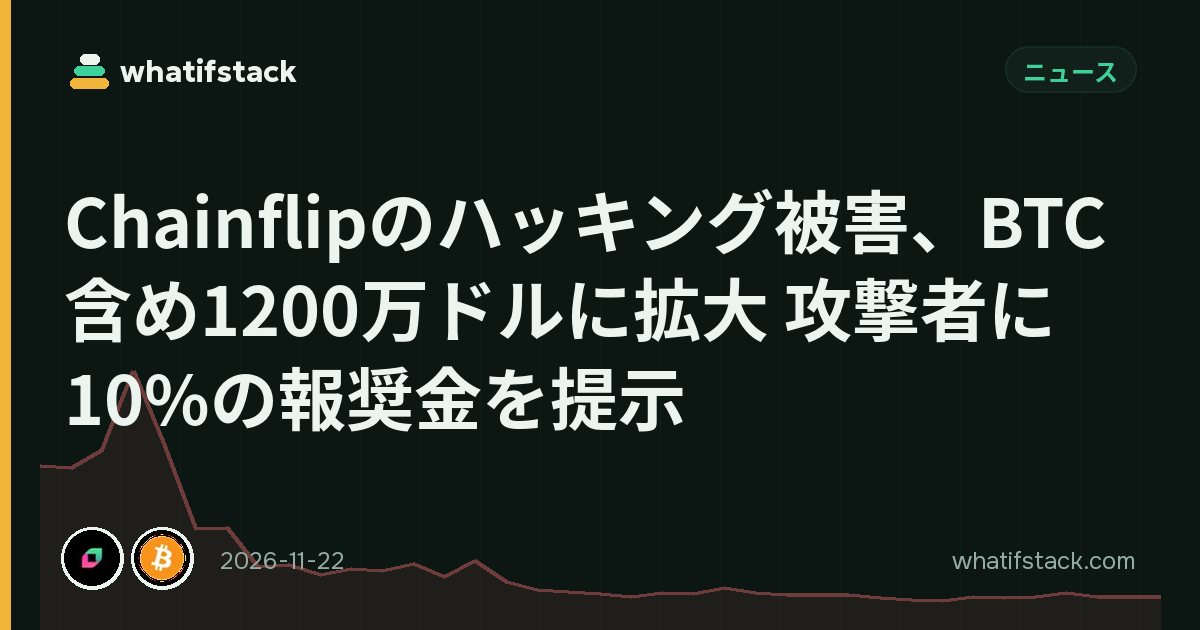 whatifstack
ニュース
Chainflipのハッキング被害、BTC
含め1200万ドルに拡大 攻撃者に
10%の報奨金を提示
2026-11-22
whatifstack.com